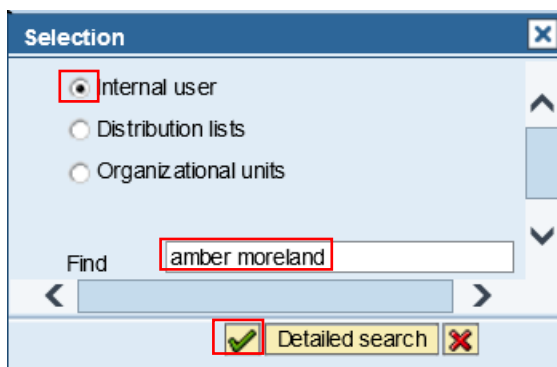 Selection
Internal user
Distribution lists
Organizational units
Find amber moreland
Detailed search